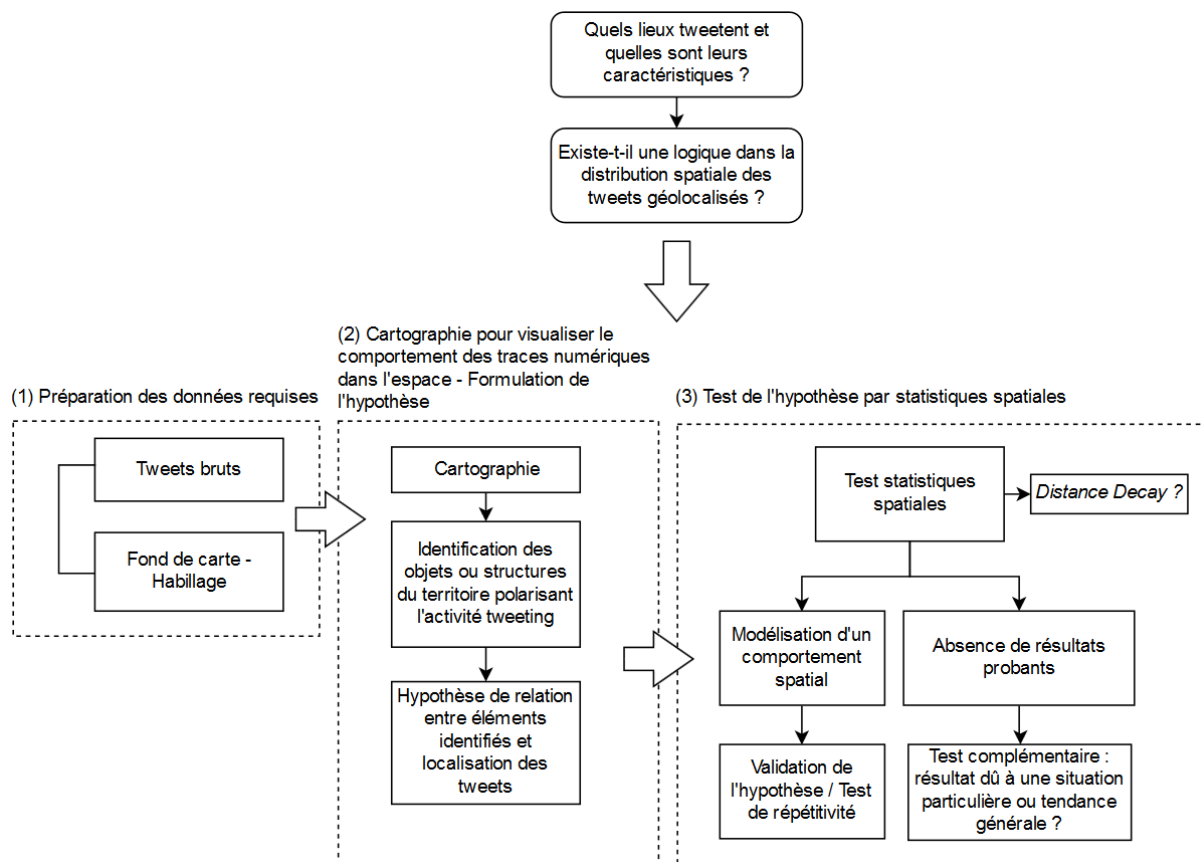 Quels lieux tweetent et
quelles sont leurs
caractéristiques ?
Existe-t-il une logique dans la
distribution spatiale des
tweets géolocalisés ?
(1) Préparation des données requises
Tweets bruts
Fond de carte -
Habillage
(2) Cartographie pour visualiser le
comportement des traces numériques
dans l'espace - Formulation de
l'hypothèse
Cartographie
Identification des
objets ou structures
du territoire polarisant
l'activité tweeting
Hypothèse de relation
entre éléments
identifiés et
localisation des
tweets
(3) Test de l'hypothèse par statistiques spatiales
Test statistiques
spatiales
Distance Decay ?
Modélisation d'un
comportement
spatial
Absence de résultats
probants
Validation de
l'hypothèse / Test
de répétitivité
Test complémentaire :
résultat dû à une situation
particulière ou tendance
générale ?